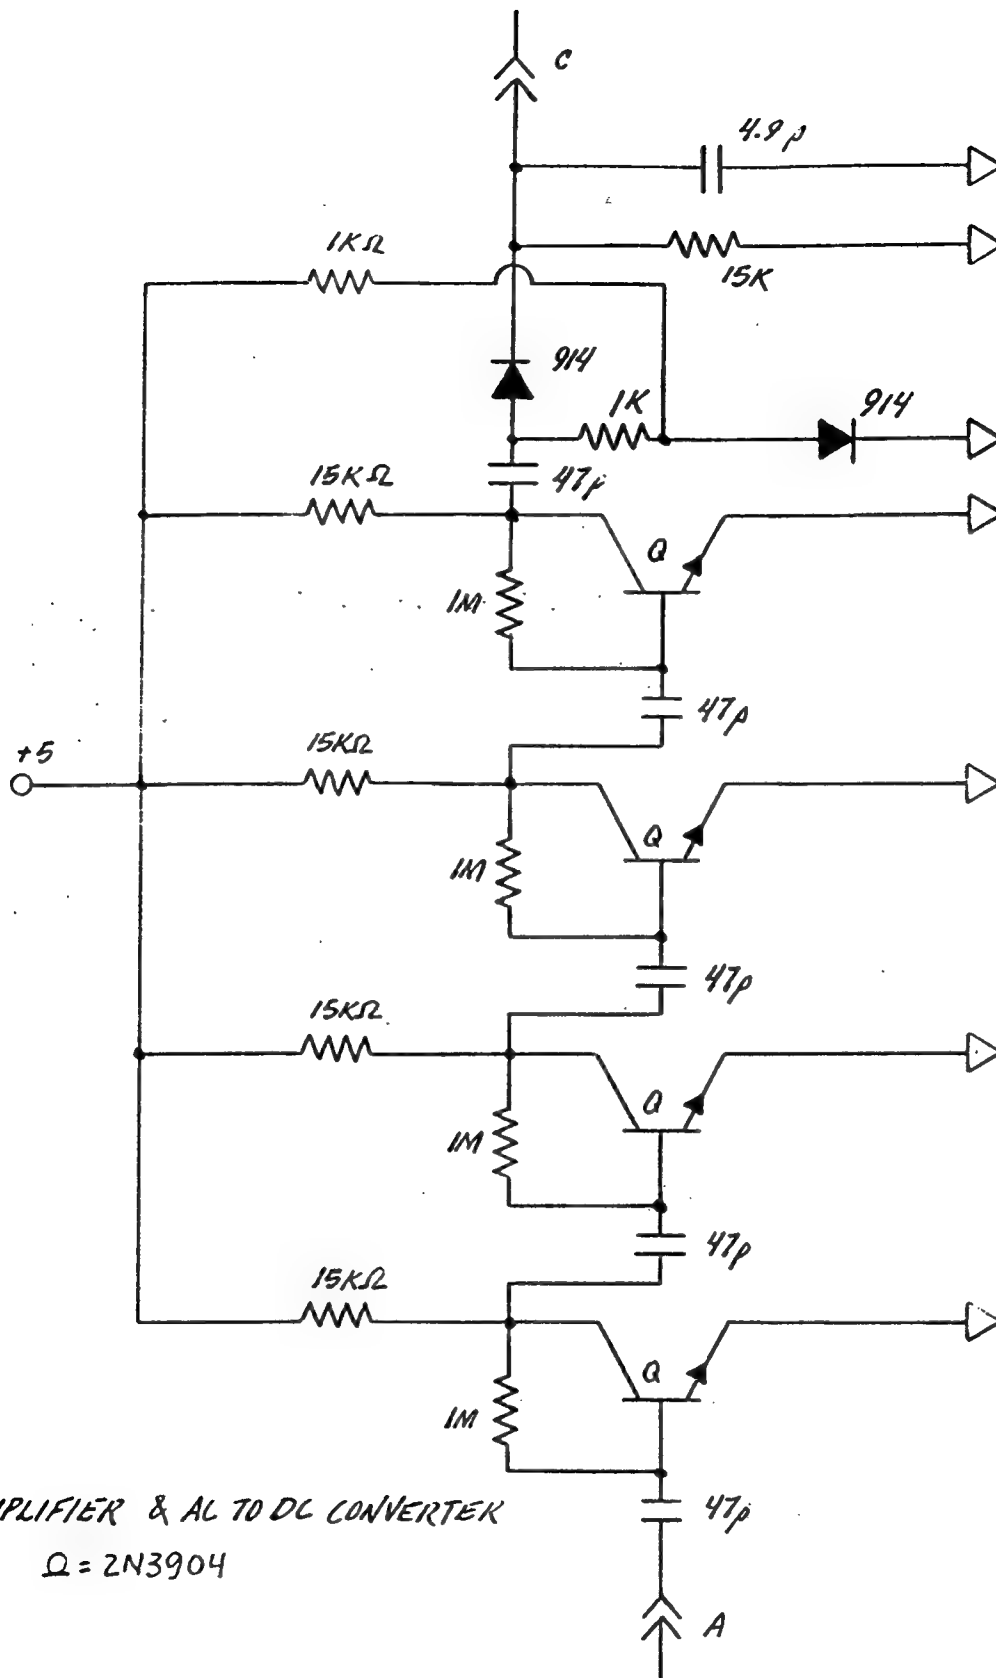 C
4.9p
1KΩ
15K
914
1K
914
15KΩ
47p
Q
1M
47p
+5
15KΩ
Q
1M
47p
15KΩ
Q
1M
47p
15KΩ
Q
1M
PLIFIER & AC TO DC CONVERTER
47p
Q = 2N3904
A